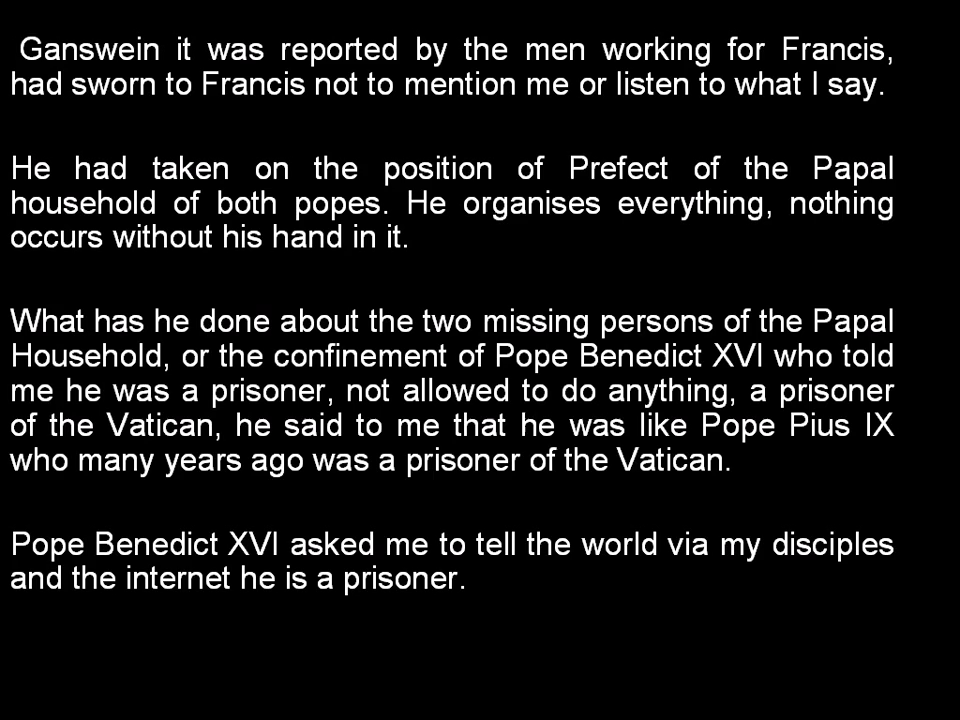 Ganswein it was reported by the men working for Francis,
had sworn to Francis not to mention me or listen to what I say.
He had taken on the position of Prefect of the Papal
household of both popes. He organises everything, nothing
occurs without his hand in it.
What has he done about the two missing persons of the Papal
Household, or the confinement of Pope Benedict XVI who told
me he was a prisoner, not allowed to do anything, a prisoner
of the Vatican, he said to me that he was like Pope Pius IX
who many years ago was a prisoner of the Vatican.
Pope Benedict XVI asked me to tell the world via my disciples
and the internet he is a prisoner.